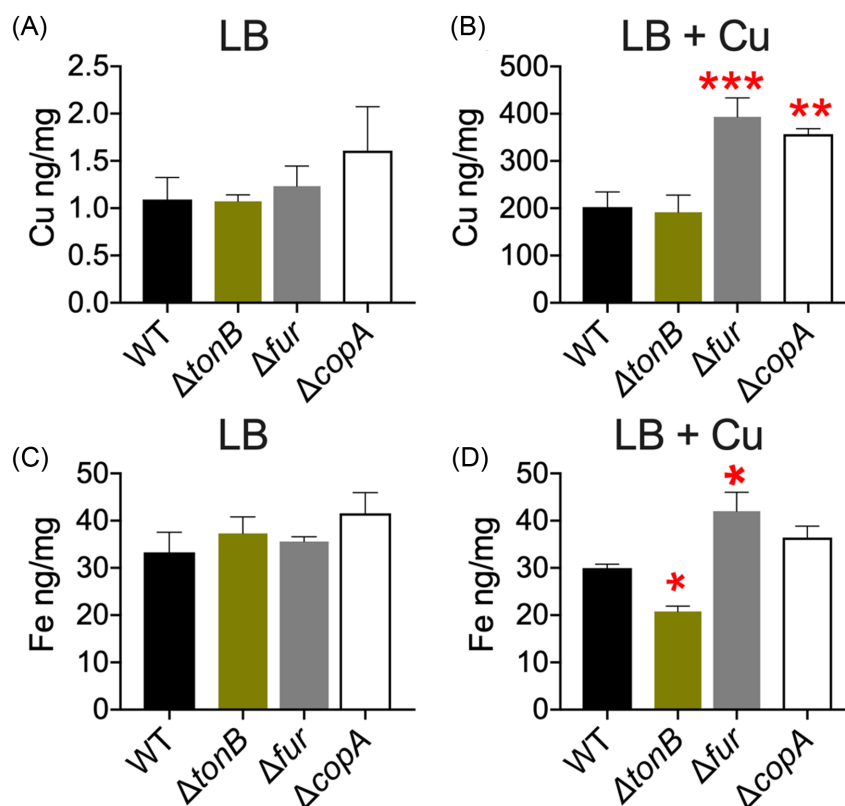 (A)
LB
Cu ng/mg
2.5
2.0
1.5
1.0
0.5
0.0
WT
ΔtonB
Δfur
ΔcopA
(B)
LB + Cu
Cu ng/mg
500
400
300
200
100
0
***
**
WT
ΔtonB
Δfur
ΔcopA
(C)
LB
Fe ng/mg
50
40
30
20
10
0
WT
ΔtonB
Δfur
ΔcopA
(D)
LB + Cu
Fe ng/mg
50
40
30
20
10
0
*
*
WT
ΔtonB
Δfur
ΔcopA